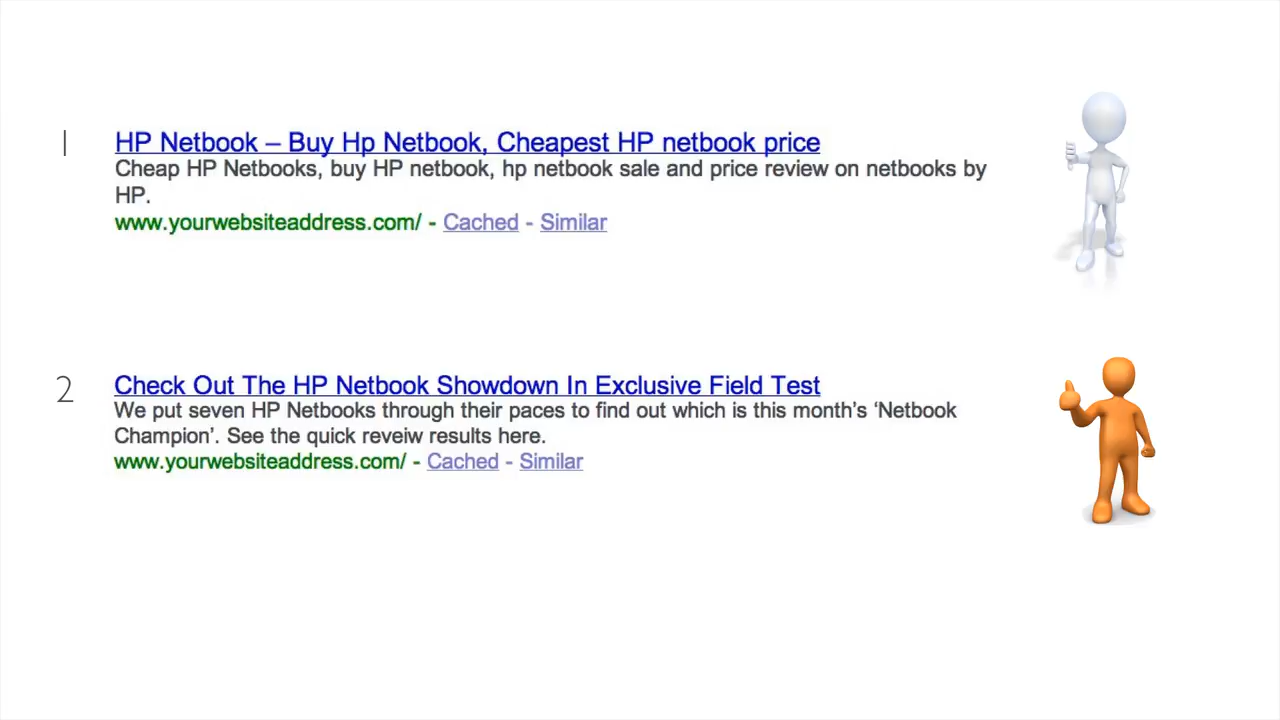 1
HP Netbook – Buy Hp Netbook, Cheapest HP netbook price
Cheap HP Netbooks, buy HP netbook, hp netbook sale and price review on netbooks by
HP.
www.yourwebsiteaddress.com/ - Cached - Similar
2
Check Out The HP Netbook Showdown In Exclusive Field Test
We put seven HP Netbooks through their paces to find out which is this month’s ‘Netbook
Champion’. See the quick reveiw results here.
www.yourwebsiteaddress.com/ - Cached - Similar